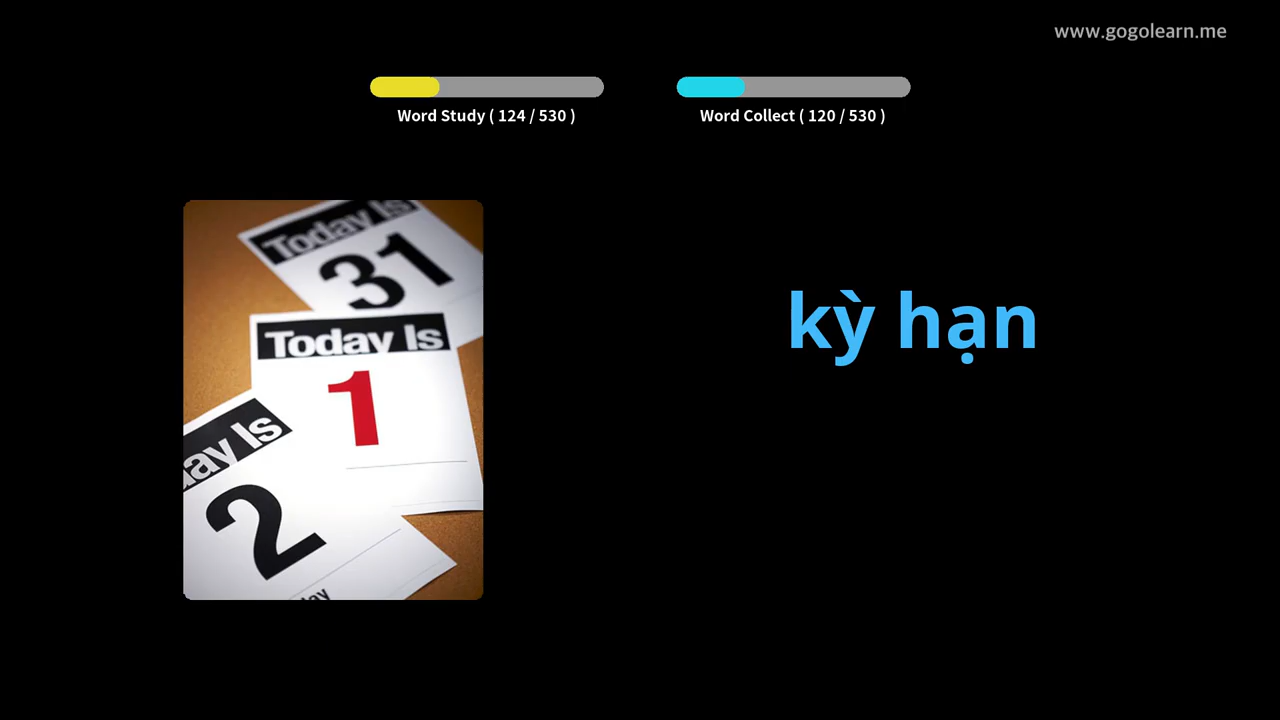 www.gogolearn.me
Word Study ( 124 / 530 )
Word Collect ( 120 / 530 )
Today Is
31
Today Is
1
ay Is
2
kỳ hạn